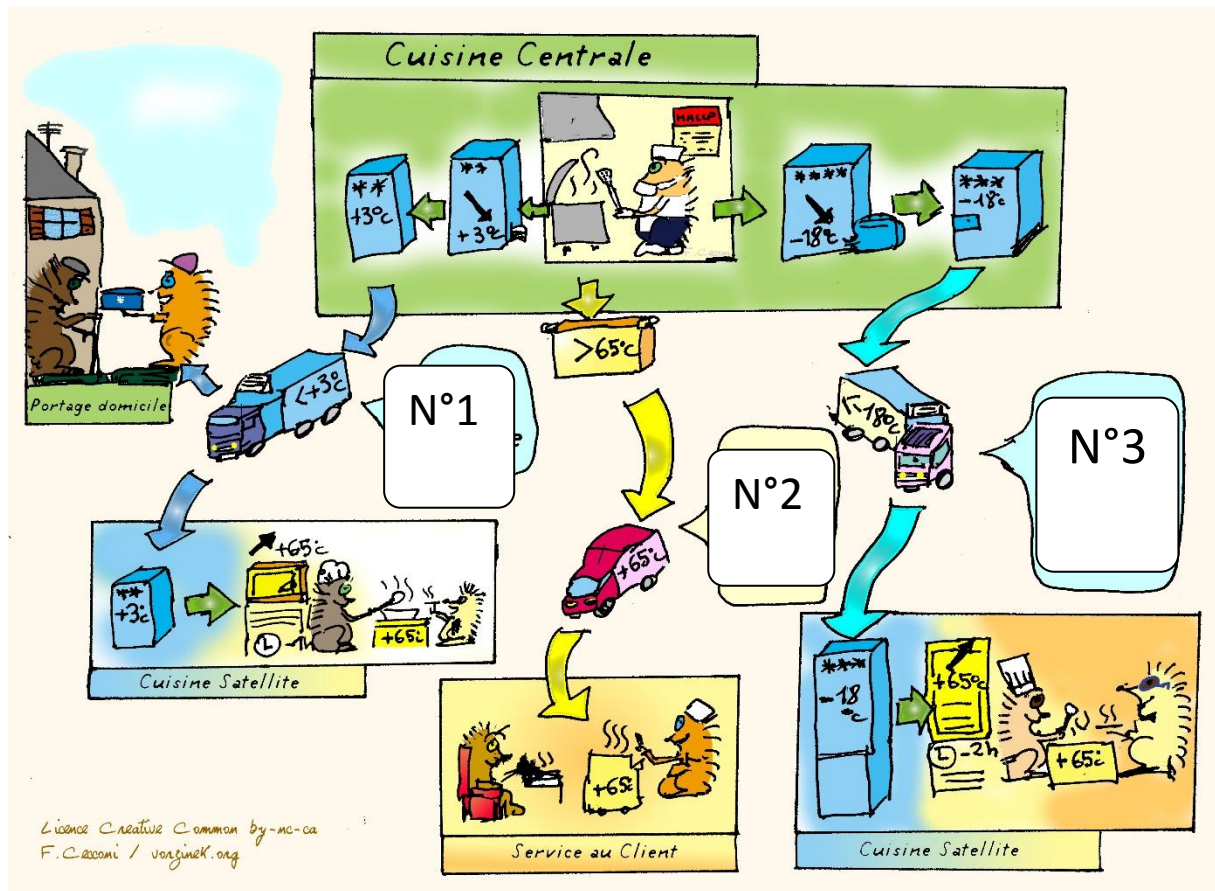 Cuisine Centrale
HACCP
**
+3°c
**
+3°c
****
-18°c
***
-18°c
>65°c
<+3°c
Portage domicile
N°1
e
N°2
<-18°c
N°3
+65°c
**
+3°c
+65°c
-1h
+65°c
Cuisine Satellite
+65°c
+65°c
Service au Client
***
-18
°c
+65°c
-2h
+65°c
Cuisine Satellite
Licence Creative Common by-nc-ca
F. Cecconi / vorzinek.org